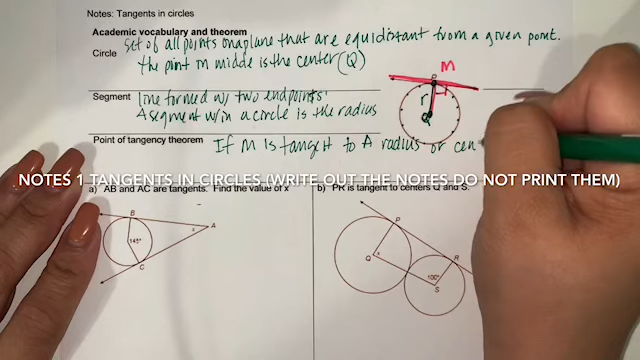 Notes: Tangents in circles
Academic vocabulary and theorem
Circle set of all points on a plane that are equidistant from a given point.
the point in middle is the center (Q)
M
r
Q
Segment line formed w/ two endpoints.
A segment w/in a circle is the radius
Point of tangency theorem If M is tangent to A radius or cen
NOTES 1 TANGENTS IN CIRCLES (WRITE OUT THE NOTES DO NOT PRINT THEM)
a) AB and AC are tangents. Find the value of x
b) PR is tangent to centers Q and S.
B
A
x
145°
C
P
Q
x
R
100°
S